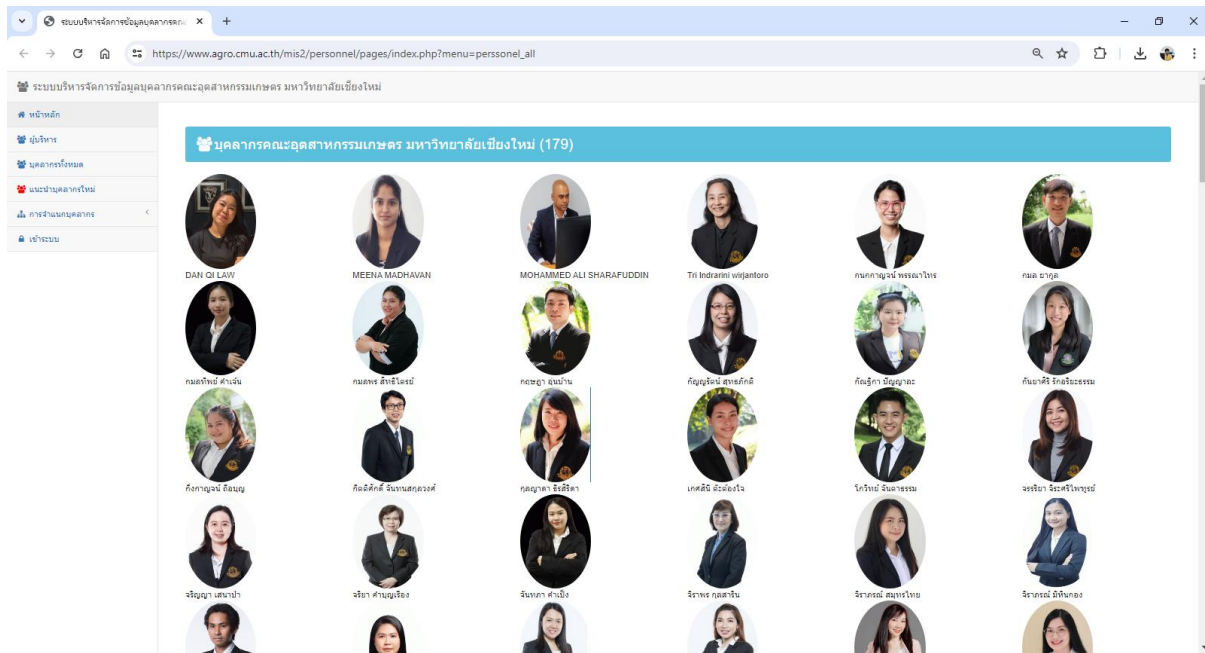 ระบบบริหารจัดการข้อมูลบุคลากรคณะ
https://www.agro.cmu.ac.th/mis2/personnel/pages/index.php?menu=perssonel_all
ระบบบริหารจัดการข้อมูลบุคลากรคณะอุตสาหกรรมเกษตร มหาวิทยาลัยเชียงใหม่
หน้าหลัก
ผู้บริหาร
บุคลากรทั้งหมด
แนะนำบุคลากรใหม่
การจำแนกบุคลากร
เข้าระบบ
บุคลากรคณะอุตสาหกรรมเกษตร มหาวิทยาลัยเชียงใหม่ (179)
DAN QI LAW
MEENA MADHAVAN
MOHAMMED ALI SHARAFUDDIN
Tri Indrarini wirjantoro
กนกกาญจน์ พรรณาไทร
กมล ยากุล
กมลทิพย์ คำเงิน
กมลพร สิทธิไตรย์
กฤษฎา อุ่นบ้าน
กัญญรัตน์ สุทธภักติ
กัณฐิกา ปัญญาละ
กันยาศิริ รักอริยะธรรม
กิ่งกาญจน์ ถือบุญ
กิตติศักดิ์ จันทนสกุลวงศ์
กุลญาดา ธิรสิริดา
เกศสินี ต๊ะต้องใจ
โกวิทย์ จันตาธรรม
จรรยา จิระศรีไพฑูรย์
จริญญา เสนาป่า
จริยา คำบุญเรือง
จันทภา คำเบ็ง
จิราพร กุลสาริน
จิราภรณ์ สมุทรไทย
จิราภรณ์ มิหินกอง